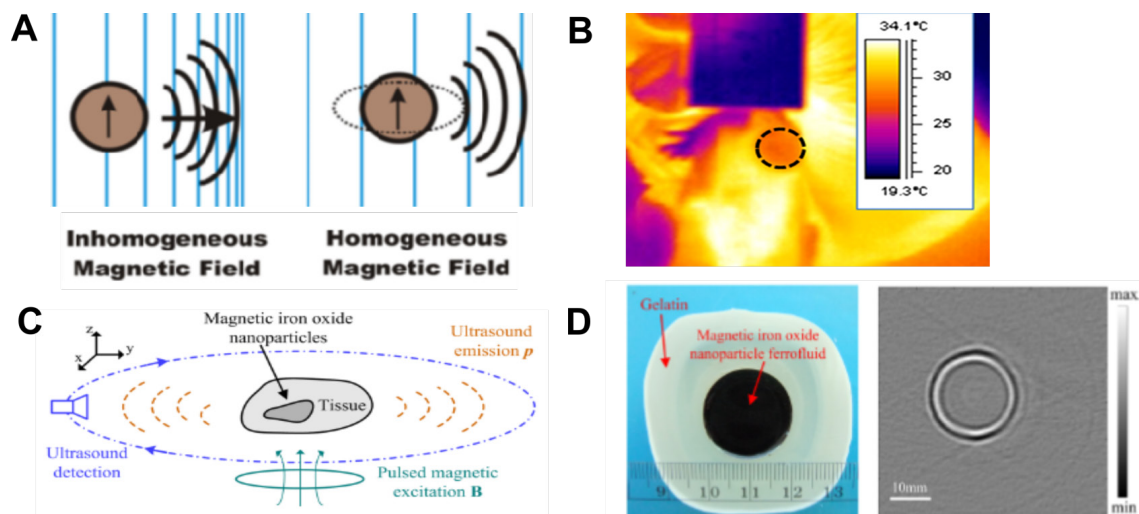 A
Inhomogeneous
Magnetic Field
Homogeneous
Magnetic Field
B
34.1°C
30
25
20
19.3°C
C
z
x
y
Magnetic iron oxide
nanoparticles
Ultrasound
emission p
Tissue
Ultrasound
detection
Pulsed magnetic
excitation B
D
Gelatin
Magnetic iron oxide
nanoparticle ferrofluid
9 10 11 12 13
10mm
max
min